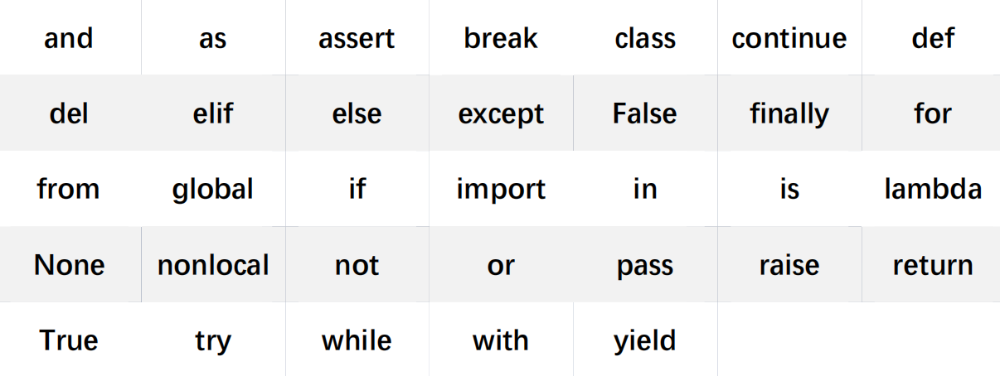 and as assert break class continue def
del elif else except False finally for
from global if import in is lambda
None nonlocal not or pass raise return
True try while with yield